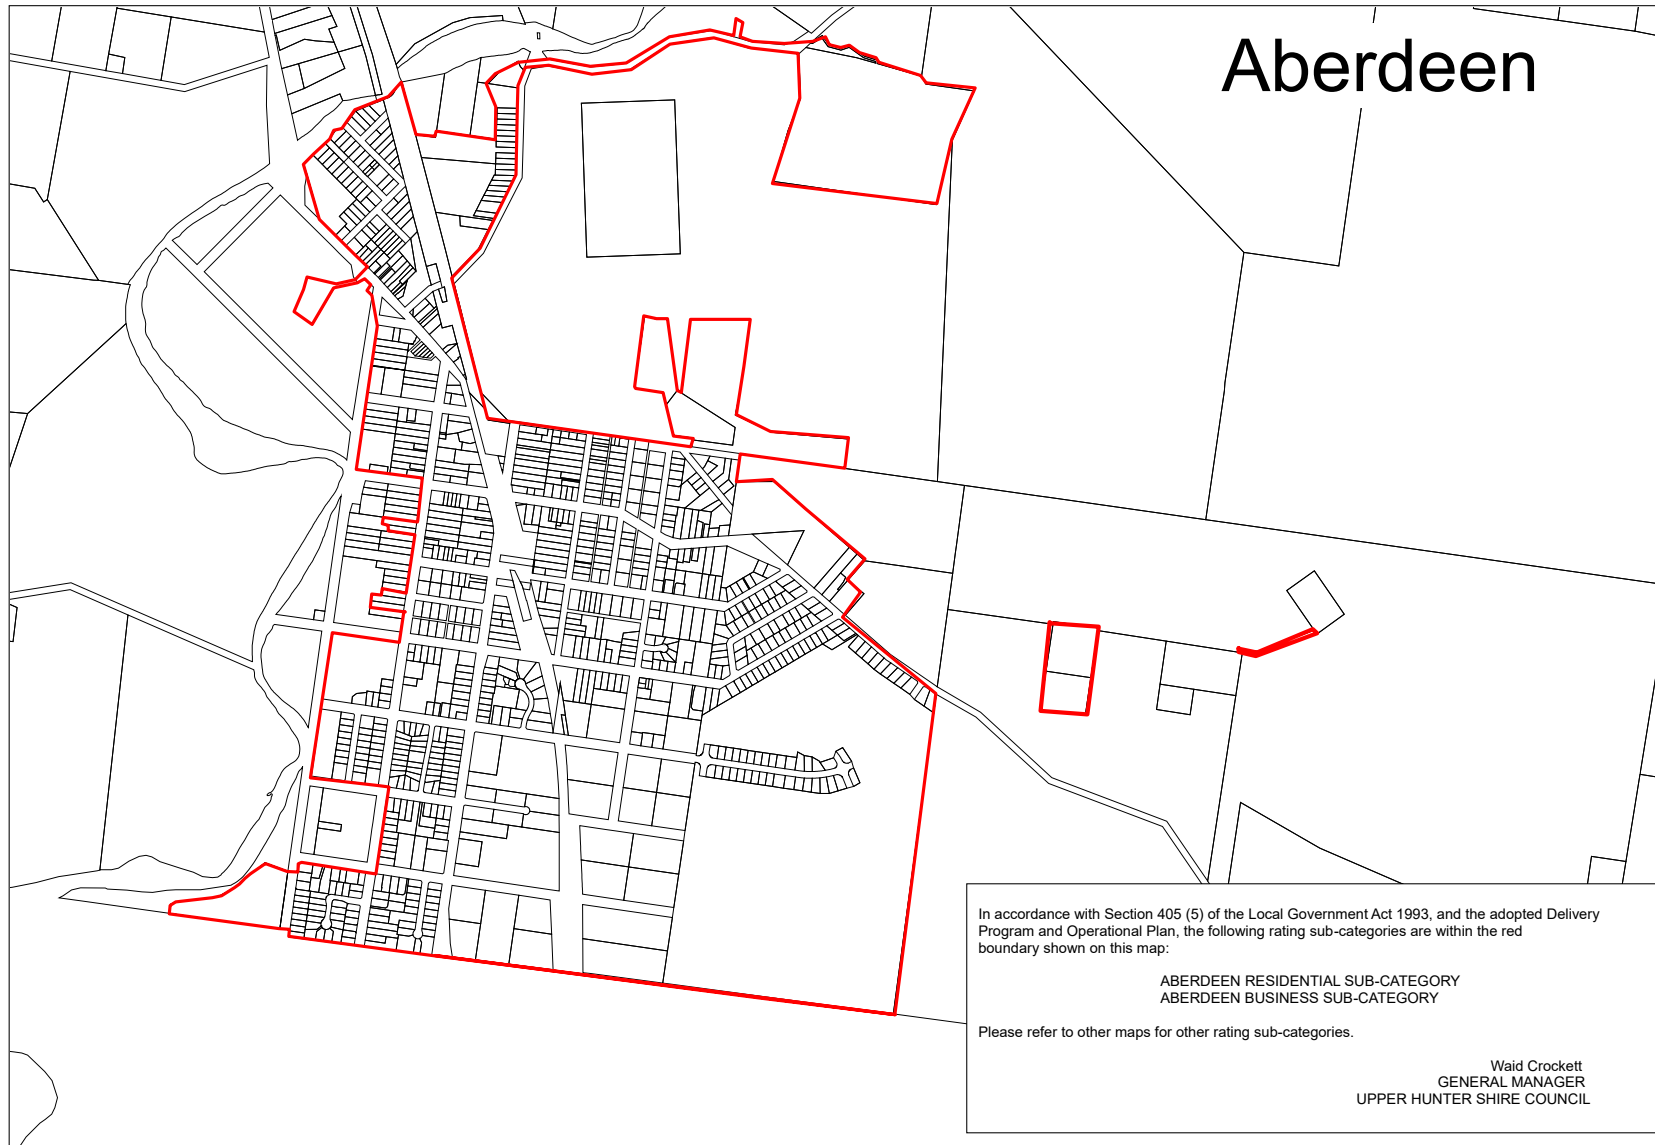 Aberdeen
In accordance with Section 405 (5) of the Local Government Act 1993, and the adopted Delivery
Program and Operational Plan, the following rating sub-categories are within the red
boundary shown on this map:
ABERDEEN RESIDENTIAL SUB-CATEGORY
ABERDEEN BUSINESS SUB-CATEGORY
Please refer to other maps for other rating sub-categories.
Waid Crockett
GENERAL MANAGER
UPPER HUNTER SHIRE COUNCIL